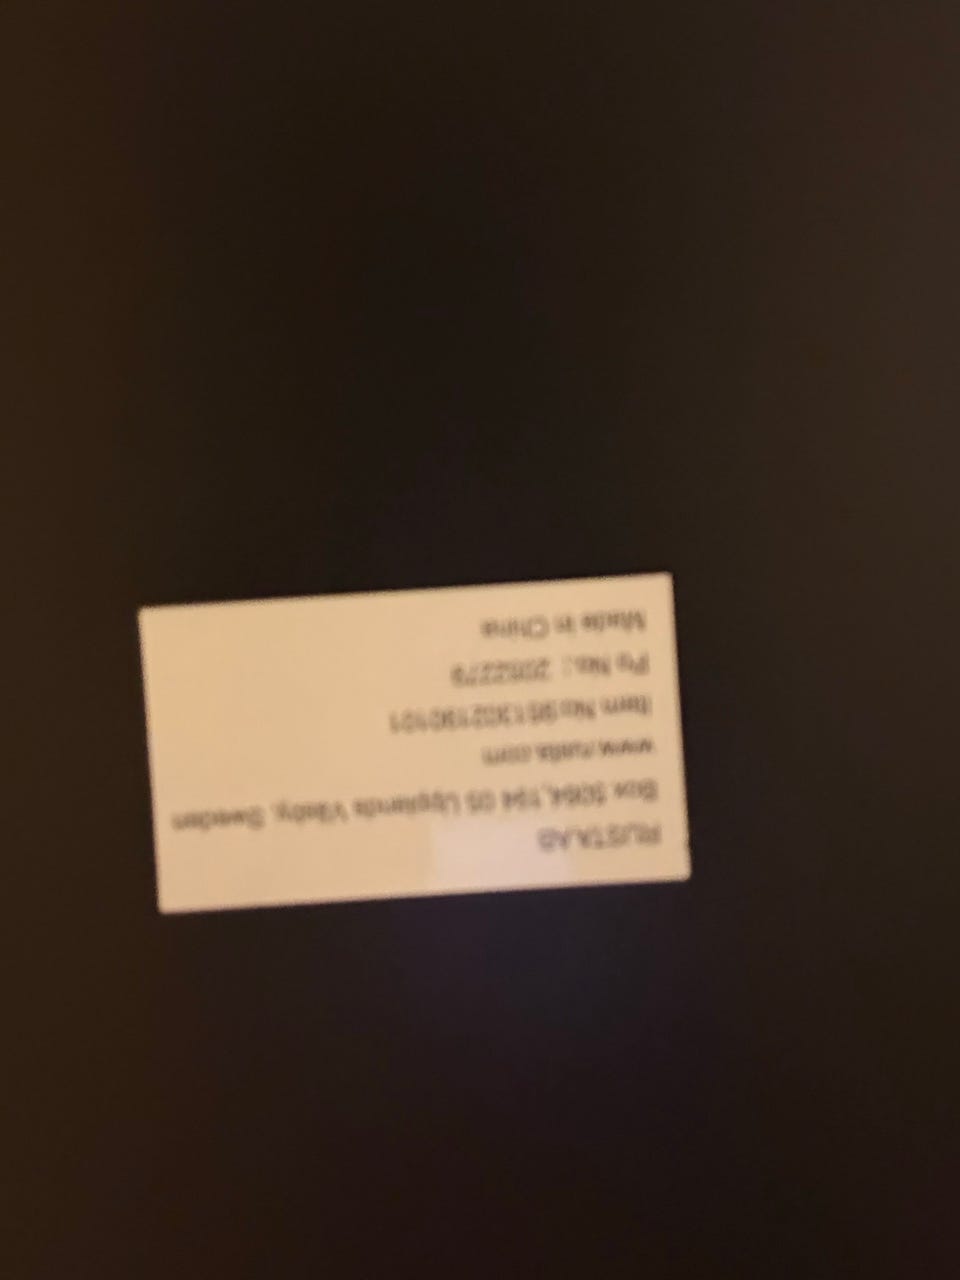 RUSTA AB
Box 5064,194 05 Upplands Väsby, Sweden
www.rusta.com
Item No:
Po No.: 2082279
Made in China